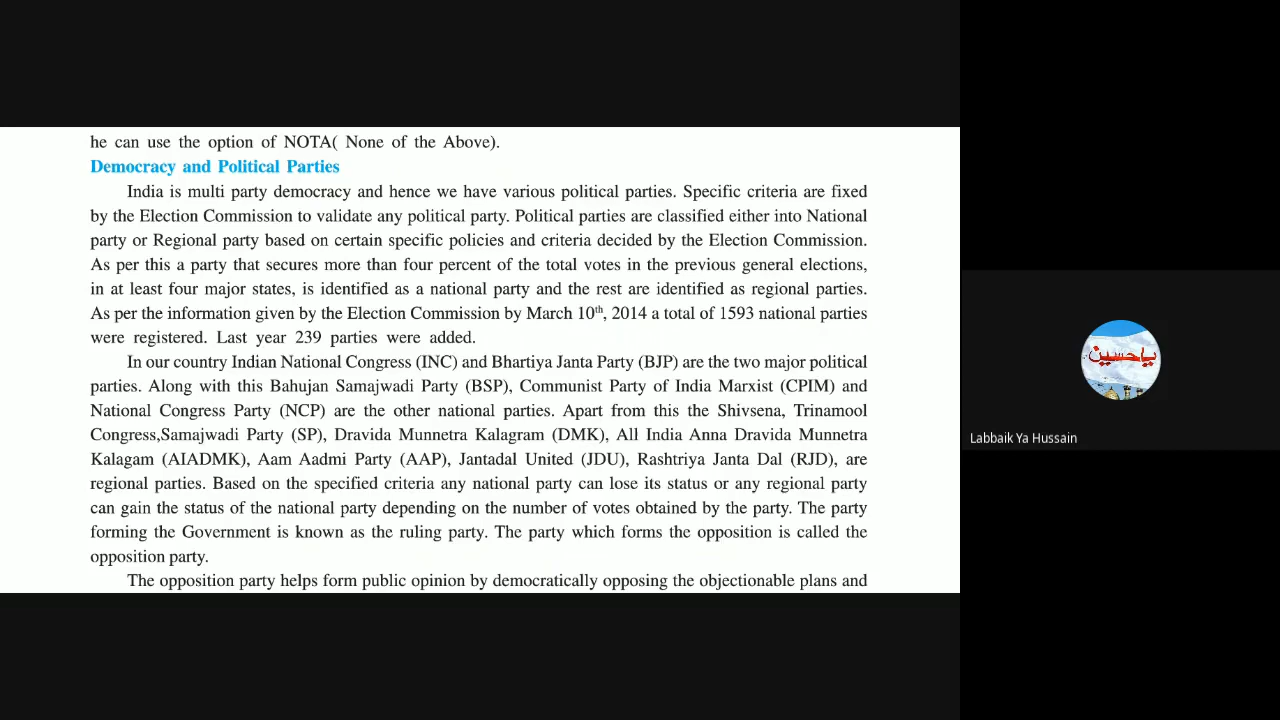 he can use the option of NOTA( None of the Above).
Democracy and Political Parties
India is multi party democracy and hence we have various political parties. Specific criteria are fixed
by the Election Commission to validate any political party. Political parties are classified either into National
party or Regional party based on certain specific policies and criteria decided by the Election Commission.
As per this a party that secures more than four percent of the total votes in the previous general elections,
in at least four major states, is identified as a national party and the rest are identified as regional parties.
As per the information given by the Election Commission by March 10th, 2014 a total of 1593 national parties
were registered. Last year 239 parties were added.
In our country Indian National Congress (INC) and Bhartiya Janta Party (BJP) are the two major political
parties. Along with this Bahujan Samajwadi Party (BSP), Communist Party of India Marxist (CPIM) and
National Congress Party (NCP) are the other national parties. Apart from this the Shivsena, Trinamool
Congress,Samajwadi Party (SP), Dravida Munnetra Kalagram (DMK), All India Anna Dravida Munnetra
Kalagam (AIADMK), Aam Aadmi Party (AAP), Jantadal United (JDU), Rashtriya Janta Dal (RJD), are
regional parties. Based on the specified criteria any national party can lose its status or any regional party
can gain the status of the national party depending on the number of votes obtained by the party. The party
forming the Government is known as the ruling party. The party which forms the opposition is called the
opposition party.
The opposition party helps form public opinion by democratically opposing the objectionable plans and
ياحسين
Labbaik Ya Hussain